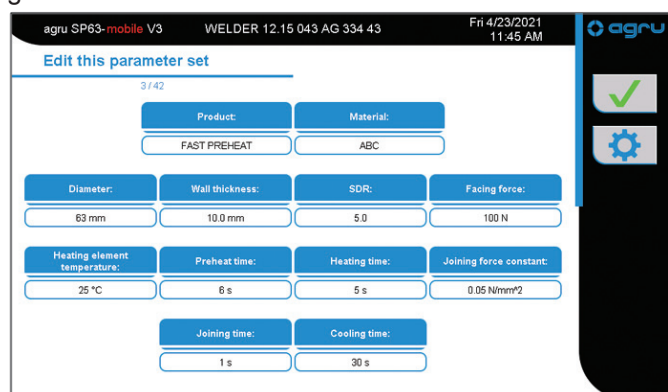 agru SP63-mobile V3 WELDER 12.15 043 AG 334 43 Fri 4/23/2021
11:45 AM
agru
Edit this parameter set
3 / 42
Product: Material:
FAST PREHEAT ABC
Diameter: Wall thickness: SDR: Facing force:
63 mm 10.0 mm 5.0 100 N
Heating element
temperature: Preheat time: Heating time: Joining force constant:
25 °C 6 s 5 s 0.05 N/mm^2
Joining time: Cooling time:
1 s 30 s